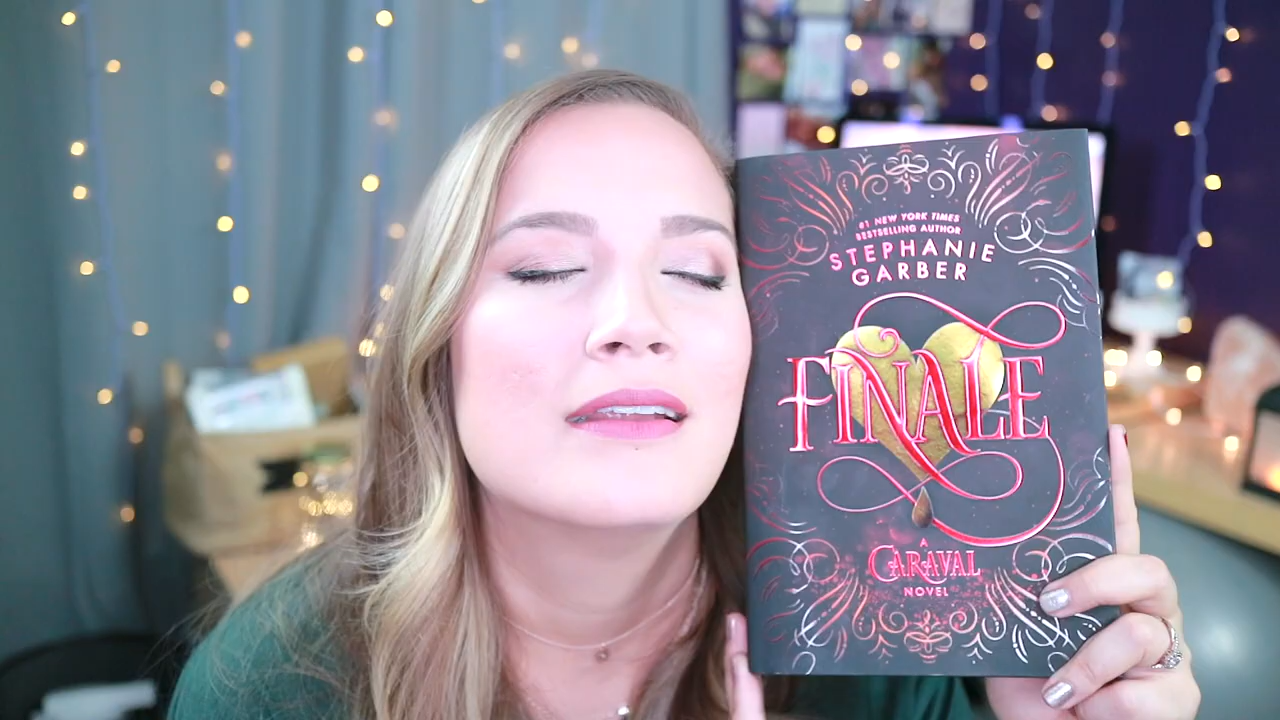 #1 NEW YORK TIMES
BESTSELLING AUTHOR
STEPHANIE
GARBER
FINALE
A
CARAVAL
NOVEL